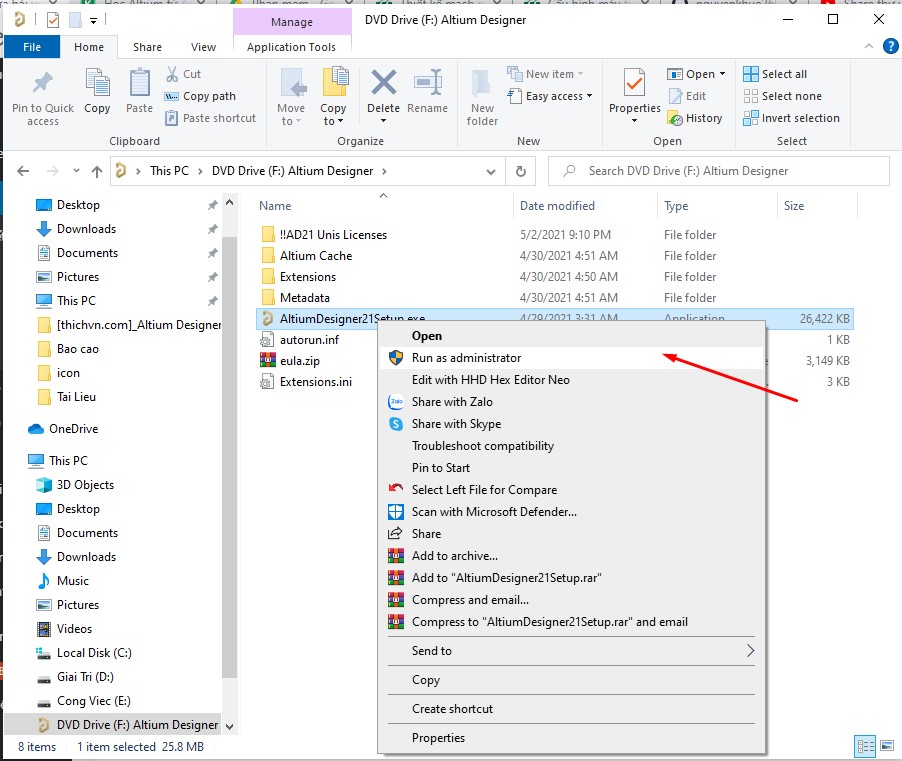 Manage
DVD Drive (F:) Altium Designer
File
Home
Share
View
Application Tools
Pin to Quick access
Copy
Paste
Cut
Copy path
Paste shortcut
Clipboard
Move to
Copy to
Delete
Rename
Organize
New folder
New item
Easy access
New
Properties
Open
Edit
History
Open
Select all
Select none
Invert selection
Select
This PC > DVD Drive (F:) Altium Designer >
Search DVD Drive (F:) Altium Designer
Name
Date modified
Type
Size
Desktop
Downloads
Documents
Pictures
This PC
[thichvn.com]_Altium Designer
Bao cao
icon
Tai Lieu
OneDrive
This PC
3D Objects
Desktop
Documents
Downloads
Music
Pictures
Videos
Local Disk (C:)
Giai Tri (D:)
Cong Viec (E:)
DVD Drive (F:) Altium Designer
!!AD21 Unis Licenses 5/2/2021 9:10 PM File folder
Altium Cache 4/30/2021 4:51 AM File folder
Extensions 4/30/2021 4:50 AM File folder
Metadata 4/30/2021 4:51 AM File folder
AltiumDesigner21Setup.exe 4/29/2021 3:31 AM Application 26,422 KB
autorun.inf 1 KB
eula.zip 3,149 KB
Extensions.ini 3 KB
Open
Run as administrator
Edit with HHD Hex Editor Neo
Zalo
Share with Zalo
Share with Skype
Troubleshoot compatibility
Pin to Start
Select Left File for Compare
Scan with Microsoft Defender...
Share
Add to archive...
Add to "AltiumDesigner21Setup.rar"
Compress and email...
Compress to "AltiumDesigner21Setup.rar" and email
Send to
Copy
Create shortcut
Properties
8 items
1 item selected 25.8 MB